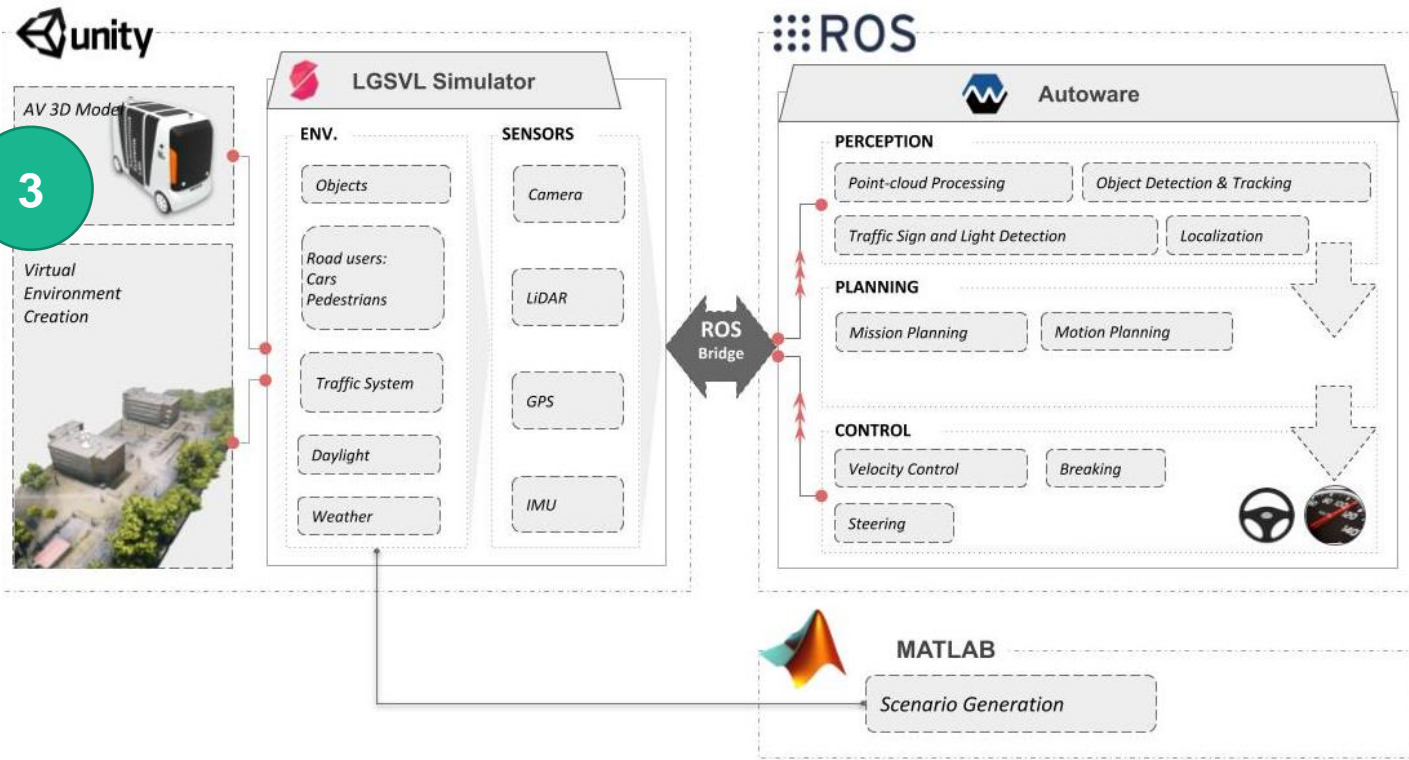 unity
LGSVL Simulator
AV 3D Model
3
Virtual
Environment
Creation
ENV.
Objects
Road users:
Cars
Pedestrians
Traffic System
Daylight
Weather
SENSORS
Camera
LiDAR
GPS
IMU
ROS
Bridge
ROS
Autoware
PERCEPTION
Point-cloud Processing
Object Detection & Tracking
Traffic Sign and Light Detection
Localization
PLANNING
Mission Planning
Motion Planning
CONTROL
Velocity Control
Breaking
Steering
MATLAB
Scenario Generation